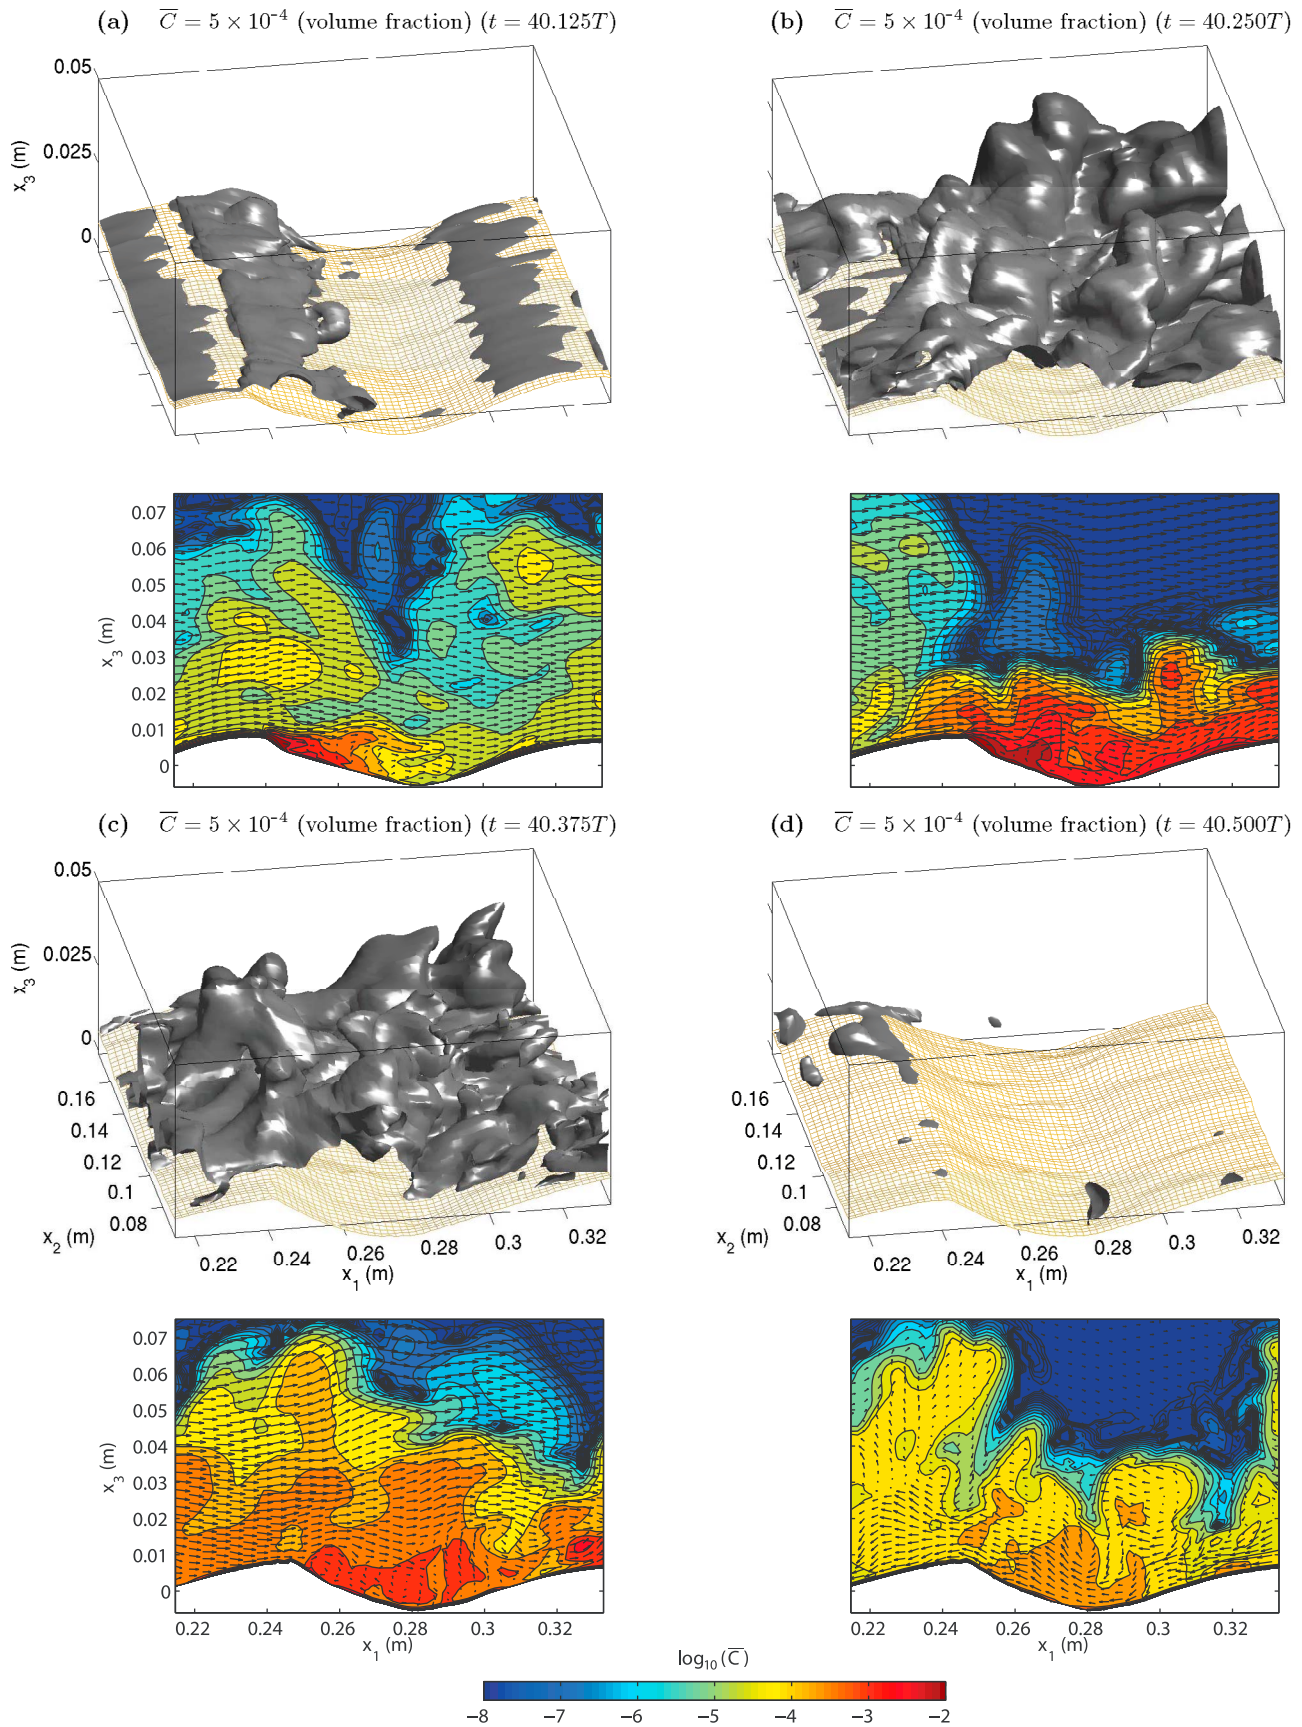 (a) C̅ = 5 × 10⁻⁴ (volume fraction) (t = 40.125T)
(b) C̅ = 5 × 10⁻⁴ (volume fraction) (t = 40.250T)
0.05
0.025
0
x₃ (m)
0.07
0.06
0.05
0.04
0.03
0.02
0.01
0
x₃ (m)
(c) C̅ = 5 × 10⁻⁴ (volume fraction) (t = 40.375T)
(d) C̅ = 5 × 10⁻⁴ (volume fraction) (t = 40.500T)
0.05
0.025
0
x₃ (m)
0.16
0.14
0.12
0.1
0.08
x₂ (m)
0.22
0.24
0.26
0.28
0.3
0.32
x₁ (m)
0.16
0.14
0.12
0.1
0.08
x₂ (m)
0.22
0.24
0.26
0.28
0.3
0.32
x₁ (m)
0.07
0.06
0.05
0.04
0.03
0.02
0.01
0
x₃ (m)
0.22 0.24 0.26 0.28 0.3 0.32
x₁ (m)
0.22 0.24 0.26 0.28 0.3 0.32
x₁ (m)
log₁₀(C̅)
−8 −7 −6 −5 −4 −3 −2